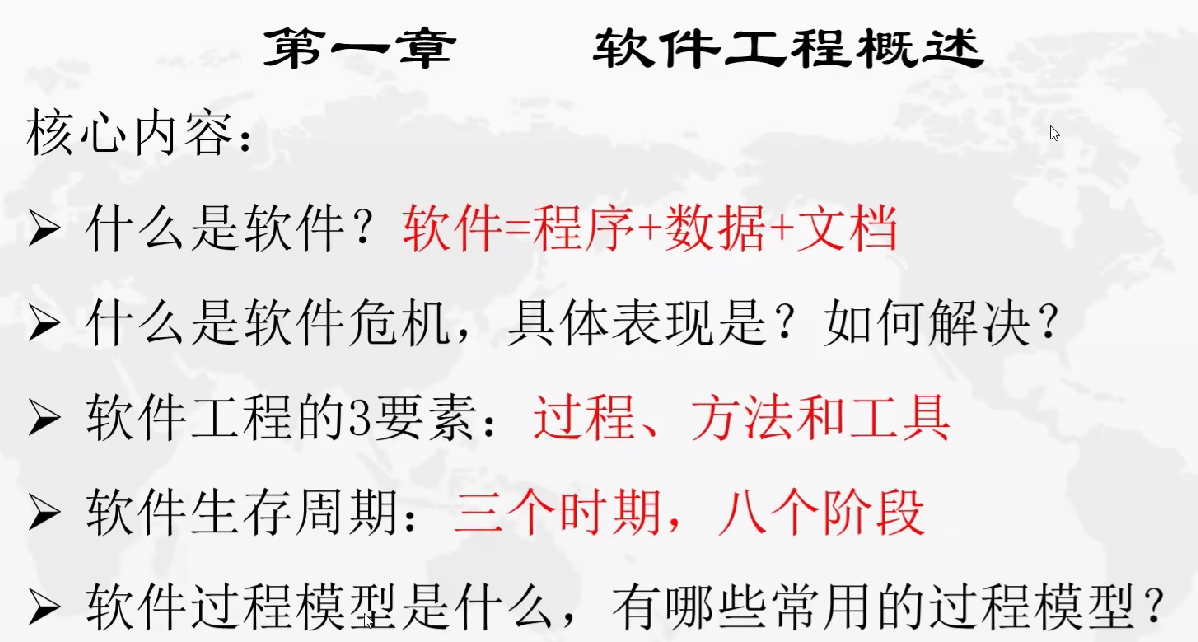 第一章 软件工程概述
核心内容：
➢ 什么是软件？软件=程序+数据+文档
➢ 什么是软件危机，具体表现是？如何解决？
➢ 软件工程的3要素：过程、方法和工具
➢ 软件生存周期：三个时期，八个阶段
➢ 软件过程模型是什么，有哪些常用的过程模型？